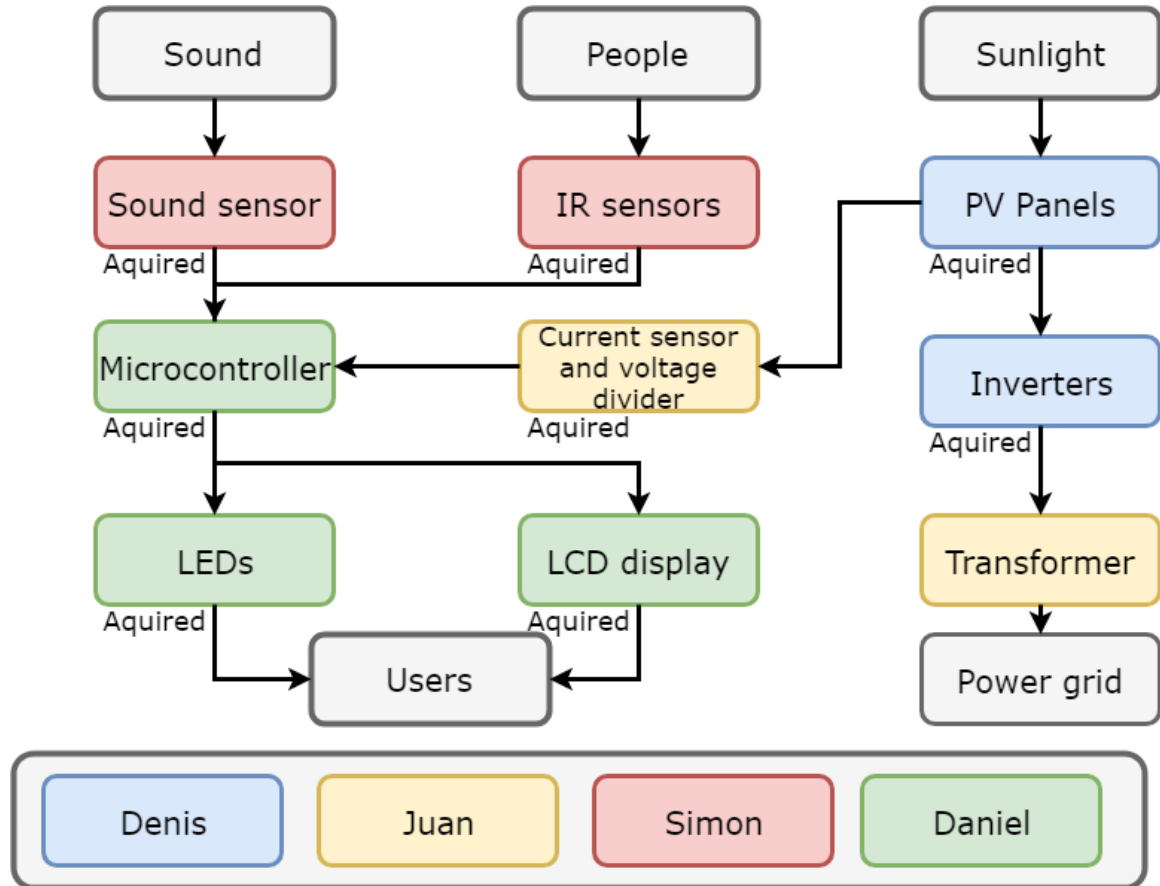 Sound
People
Sunlight
Sound sensor
IR sensors
PV Panels
Aquired
Aquired
Aquired
Microcontroller
Current sensor
and voltage
divider
Inverters
Aquired
Aquired
Aquired
LEDs
LCD display
Transformer
Aquired
Aquired
Users
Power grid
Denis
Juan
Simon
Daniel